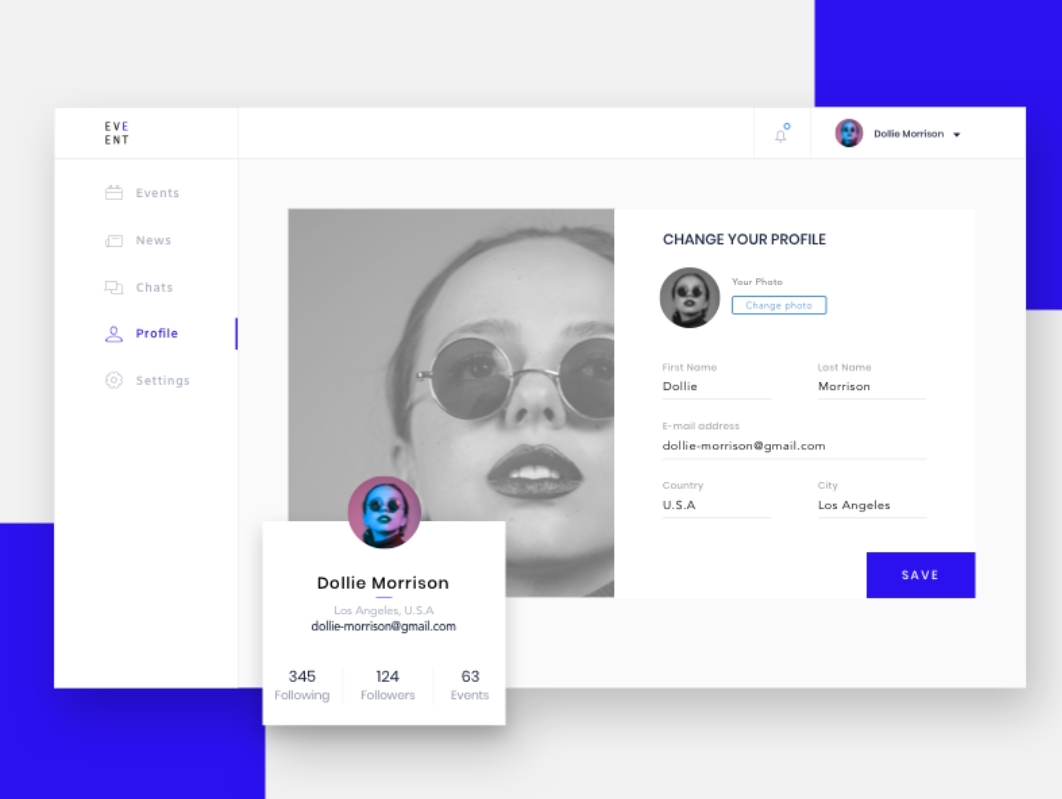 EVE
ENT
Dollie Morrison
Events
News
Chats
Profile
Settings
CHANGE YOUR PROFILE
Your Photo
Change photo
First Name
Last Name
Dollie
Morrison
E-mail address
dollie-morrison@gmail.com
Country
City
U.S.A
Los Angeles
SAVE
Dollie Morrison
Los Angeles, U.S.A
dollie-morrison@gmail.com
345
124
63
Following
Followers
Events